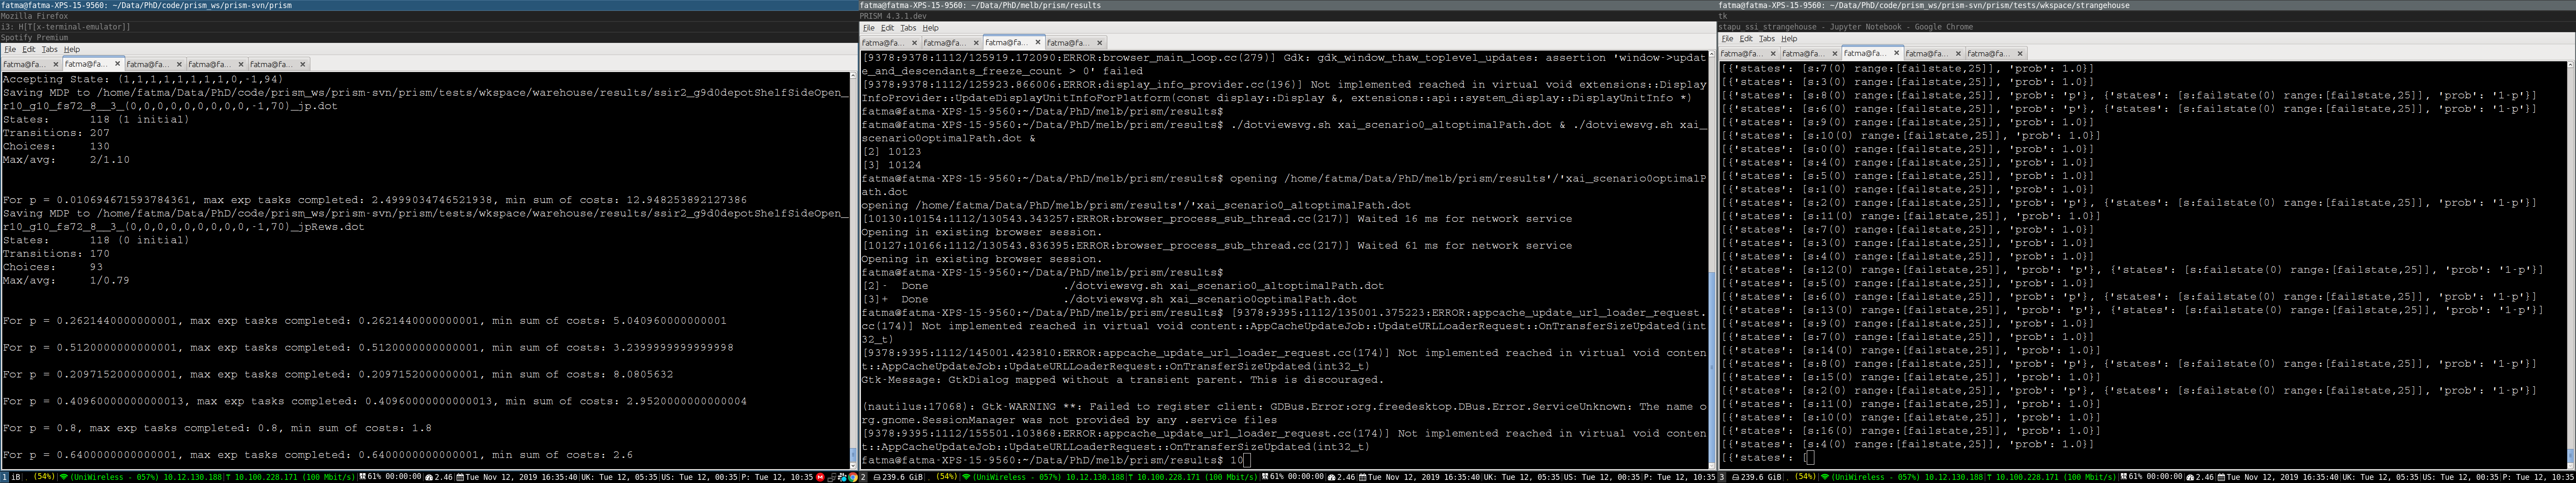 fatma@fatma-XPS-15-9560: ~/Data/PhD/code/prism_ws/prism-svn/prism
Mozilla Firefox
i3: H[T[x-terminal-emulator]]
Spotify Premium
File Edit Tabs Help
fatma@fa... × fatma@fa... × fatma@fa... × fatma@fa... × fatma@fa... ×
Accepting State: (1,1,1,1,1,1,1,1,0,-1,94)
Saving MDP to /home/fatma/Data/PhD/code/prism_ws/prism-svn/prism/tests/wkspace/warehouse/results/ssir2_g9d0depotShelfSideOpen_
r10_g10_fs72_8__3_(0,0,0,0,0,0,0,0,0,-1,70)_jp.dot
States: 118 (1 initial)
Transitions: 207
Choices: 130
Max/avg: 2/1.10
For p = 0.010694671593784361, max exp tasks completed: 2.4999034746521938, min sum of costs: 12.948253892127386
Saving MDP to /home/fatma/Data/PhD/code/prism_ws/prism-svn/prism/tests/wkspace/warehouse/results/ssir2_g9d0depotShelfSideOpen_
r10_g10_fs72_8__3_(0,0,0,0,0,0,0,0,0,-1,70)_jpRews.dot
States: 118 (0 initial)
Transitions: 170
Choices: 93
Max/avg: 1/0.79
For p = 0.2621440000000001, max exp tasks completed: 0.2621440000000001, min sum of costs: 5.040960000000001
For p = 0.5120000000000001, max exp tasks completed: 0.5120000000000001, min sum of costs: 3.2399999999999998
For p = 0.2097152000000001, max exp tasks completed: 0.2097152000000001, min sum of costs: 8.0805632
For p = 0.40960000000000013, max exp tasks completed: 0.40960000000000013, min sum of costs: 2.9520000000000004
For p = 0.8, max exp tasks completed: 0.8, min sum of costs: 1.8
For p = 0.6400000000000001, max exp tasks completed: 0.6400000000000001, min sum of costs: 2.6
1 iB| (54%) (UniWireless - 057%) 10.12.130.188 T 10.100.228.171 (100 Mbit/s) 61% 00:00:00 2.46 Tue Nov 12, 2019 16:35:40 UK: Tue 12, 05:35 US: Tue 12, 00:35 P: Tue 12, 10:35
fatma@fatma-XPS-15-9560: ~/Data/PhD/melb/prism/results
PRISM 4.3.1.dev
File Edit Tabs Help
fatma@fa... × fatma@fa... × fatma@fa... × fatma@fa... ×
[9378:9378:1112/125919.172090:ERROR:browser_main_loop.cc(279)] Gdk: gdk_window_thaw_toplevel_updates: assertion 'window->updat
e_and_descendants_freeze_count > 0' failed
[9378:9378:1112/125923.866006:ERROR:display_info_provider.cc(196)] Not implemented reached in virtual void extensions::Display
InfoProvider::UpdateDisplayUnitInfoForPlatform(const display::Display &, extensions::api::system_display::DisplayUnitInfo *)
fatma@fatma-XPS-15-9560:~/Data/PhD/melb/prism/results$
fatma@fatma-XPS-15-9560:~/Data/PhD/melb/prism/results$ ./dotviewsvg.sh xai_scenario0_altoptimalPath.dot & ./dotviewsvg.sh xai_
scenario0optimalPath.dot &
[2] 10123
[3] 10124
fatma@fatma-XPS-15-9560:~/Data/PhD/melb/prism/results$ opening /home/fatma/Data/PhD/melb/prism/results'/'xai_scenario0optimalP
ath.dot
opening /home/fatma/Data/PhD/melb/prism/results'/'xai_scenario0_altoptimalPath.dot
[10130:10154:1112/130543.343257:ERROR:browser_process_sub_thread.cc(217)] Waited 16 ms for network service
Opening in existing browser session.
[10127:10166:1112/130543.836395:ERROR:browser_process_sub_thread.cc(217)] Waited 61 ms for network service
Opening in existing browser session.
fatma@fatma-XPS-15-9560:~/Data/PhD/melb/prism/results$
[2]- Done ./dotviewsvg.sh xai_scenario0_altoptimalPath.dot
[3]+ Done ./dotviewsvg.sh xai_scenario0optimalPath.dot
fatma@fatma-XPS-15-9560:~/Data/PhD/melb/prism/results$ [9378:9395:1112/135001.375223:ERROR:appcache_update_url_loader_request.
cc(174)] Not implemented reached in virtual void content::AppCacheUpdateJob::UpdateURLLoaderRequest::OnTransferSizeUpdated(int
32_t)
[9378:9395:1112/145001.423810:ERROR:appcache_update_url_loader_request.cc(174)] Not implemented reached in virtual void conten
t::AppCacheUpdateJob::UpdateURLLoaderRequest::OnTransferSizeUpdated(int32_t)
Gtk-Message: GtkDialog mapped without a transient parent. This is discouraged.
(nautilus:17068): Gtk-WARNING **: Failed to register client: GDBus.Error:org.freedesktop.DBus.Error.ServiceUnknown: The name o
rg.gnome.SessionManager was not provided by any .service files
[9378:9395:1112/155501.103868:ERROR:appcache_update_url_loader_request.cc(174)] Not implemented reached in virtual void conten
t::AppCacheUpdateJob::UpdateURLLoaderRequest::OnTransferSizeUpdated(int32_t)
fatma@fatma-XPS-15-9560:~/Data/PhD/melb/prism/results$ 10
2 239.6 GiB| (54%) (UniWireless - 057%) 10.12.130.188 T 10.100.228.171 (100 Mbit/s) 61% 00:00:00 2.46 Tue Nov 12, 2019 16:35:40 UK: Tue 12, 05:35 US: Tue 12, 00:35 P: Tue 12, 10:35
fatma@fatma-XPS-15-9560: ~/Data/PhD/code/prism_ws/prism-svn/prism/tests/wkspace/strangehouse
tk
stapu_ssi_strangehouse - Jupyter Notebook - Google Chrome
File Edit Tabs Help
fatma@fa... × fatma@fa... × fatma@fa... × fatma@fa... × fatma@fa... ×
[{'states': [s:7(0) range:[failstate,25]], 'prob': 1.0}]
[{'states': [s:3(0) range:[failstate,25]], 'prob': 1.0}]
[{'states': [s:8(0) range:[failstate,25]], 'prob': 'p'}, {'states': [s:failstate(0) range:[failstate,25]], 'prob': '1-p'}]
[{'states': [s:6(0) range:[failstate,25]], 'prob': 'p'}, {'states': [s:failstate(0) range:[failstate,25]], 'prob': '1-p'}]
[{'states': [s:9(0) range:[failstate,25]], 'prob': 1.0}]
[{'states': [s:10(0) range:[failstate,25]], 'prob': 1.0}]
[{'states': [s:0(0) range:[failstate,25]], 'prob': 1.0}]
[{'states': [s:4(0) range:[failstate,25]], 'prob': 1.0}]
[{'states': [s:5(0) range:[failstate,25]], 'prob': 1.0}]
[{'states': [s:1(0) range:[failstate,25]], 'prob': 1.0}]
[{'states': [s:2(0) range:[failstate,25]], 'prob': 'p'}, {'states': [s:failstate(0) range:[failstate,25]], 'prob': '1-p'}]
[{'states': [s:11(0) range:[failstate,25]], 'prob': 1.0}]
[{'states': [s:7(0) range:[failstate,25]], 'prob': 1.0}]
[{'states': [s:3(0) range:[failstate,25]], 'prob': 1.0}]
[{'states': [s:4(0) range:[failstate,25]], 'prob': 1.0}]
[{'states': [s:12(0) range:[failstate,25]], 'prob': 'p'}, {'states': [s:failstate(0) range:[failstate,25]], 'prob': '1-p'}]
[{'states': [s:5(0) range:[failstate,25]], 'prob': 1.0}]
[{'states': [s:6(0) range:[failstate,25]], 'prob': 'p'}, {'states': [s:failstate(0) range:[failstate,25]], 'prob': '1-p'}]
[{'states': [s:13(0) range:[failstate,25]], 'prob': 'p'}, {'states': [s:failstate(0) range:[failstate,25]], 'prob': '1-p'}]
[{'states': [s:9(0) range:[failstate,25]], 'prob': 1.0}]
[{'states': [s:7(0) range:[failstate,25]], 'prob': 1.0}]
[{'states': [s:14(0) range:[failstate,25]], 'prob': 1.0}]
[{'states': [s:8(0) range:[failstate,25]], 'prob': 'p'}, {'states': [s:failstate(0) range:[failstate,25]], 'prob': '1-p'}]
[{'states': [s:15(0) range:[failstate,25]], 'prob': 1.0}]
[{'states': [s:2(0) range:[failstate,25]], 'prob': 'p'}, {'states': [s:failstate(0) range:[failstate,25]], 'prob': '1-p'}]
[{'states': [s:11(0) range:[failstate,25]], 'prob': 1.0}]
[{'states': [s:10(0) range:[failstate,25]], 'prob': 1.0}]
[{'states': [s:16(0) range:[failstate,25]], 'prob': 1.0}]
[{'states': [s:4(0) range:[failstate,25]], 'prob': 1.0}]
[{'states': [
3 239.6 GiB| (54%) (UniWireless - 057%) 10.12.130.188 T 10.100.228.171 (100 Mbit/s) 61% 00:00:00 2.46 Tue Nov 12, 2019 16:35:40 UK: Tue 12, 05:35 US: Tue 12, 00:35 P: Tue 12, 10:35